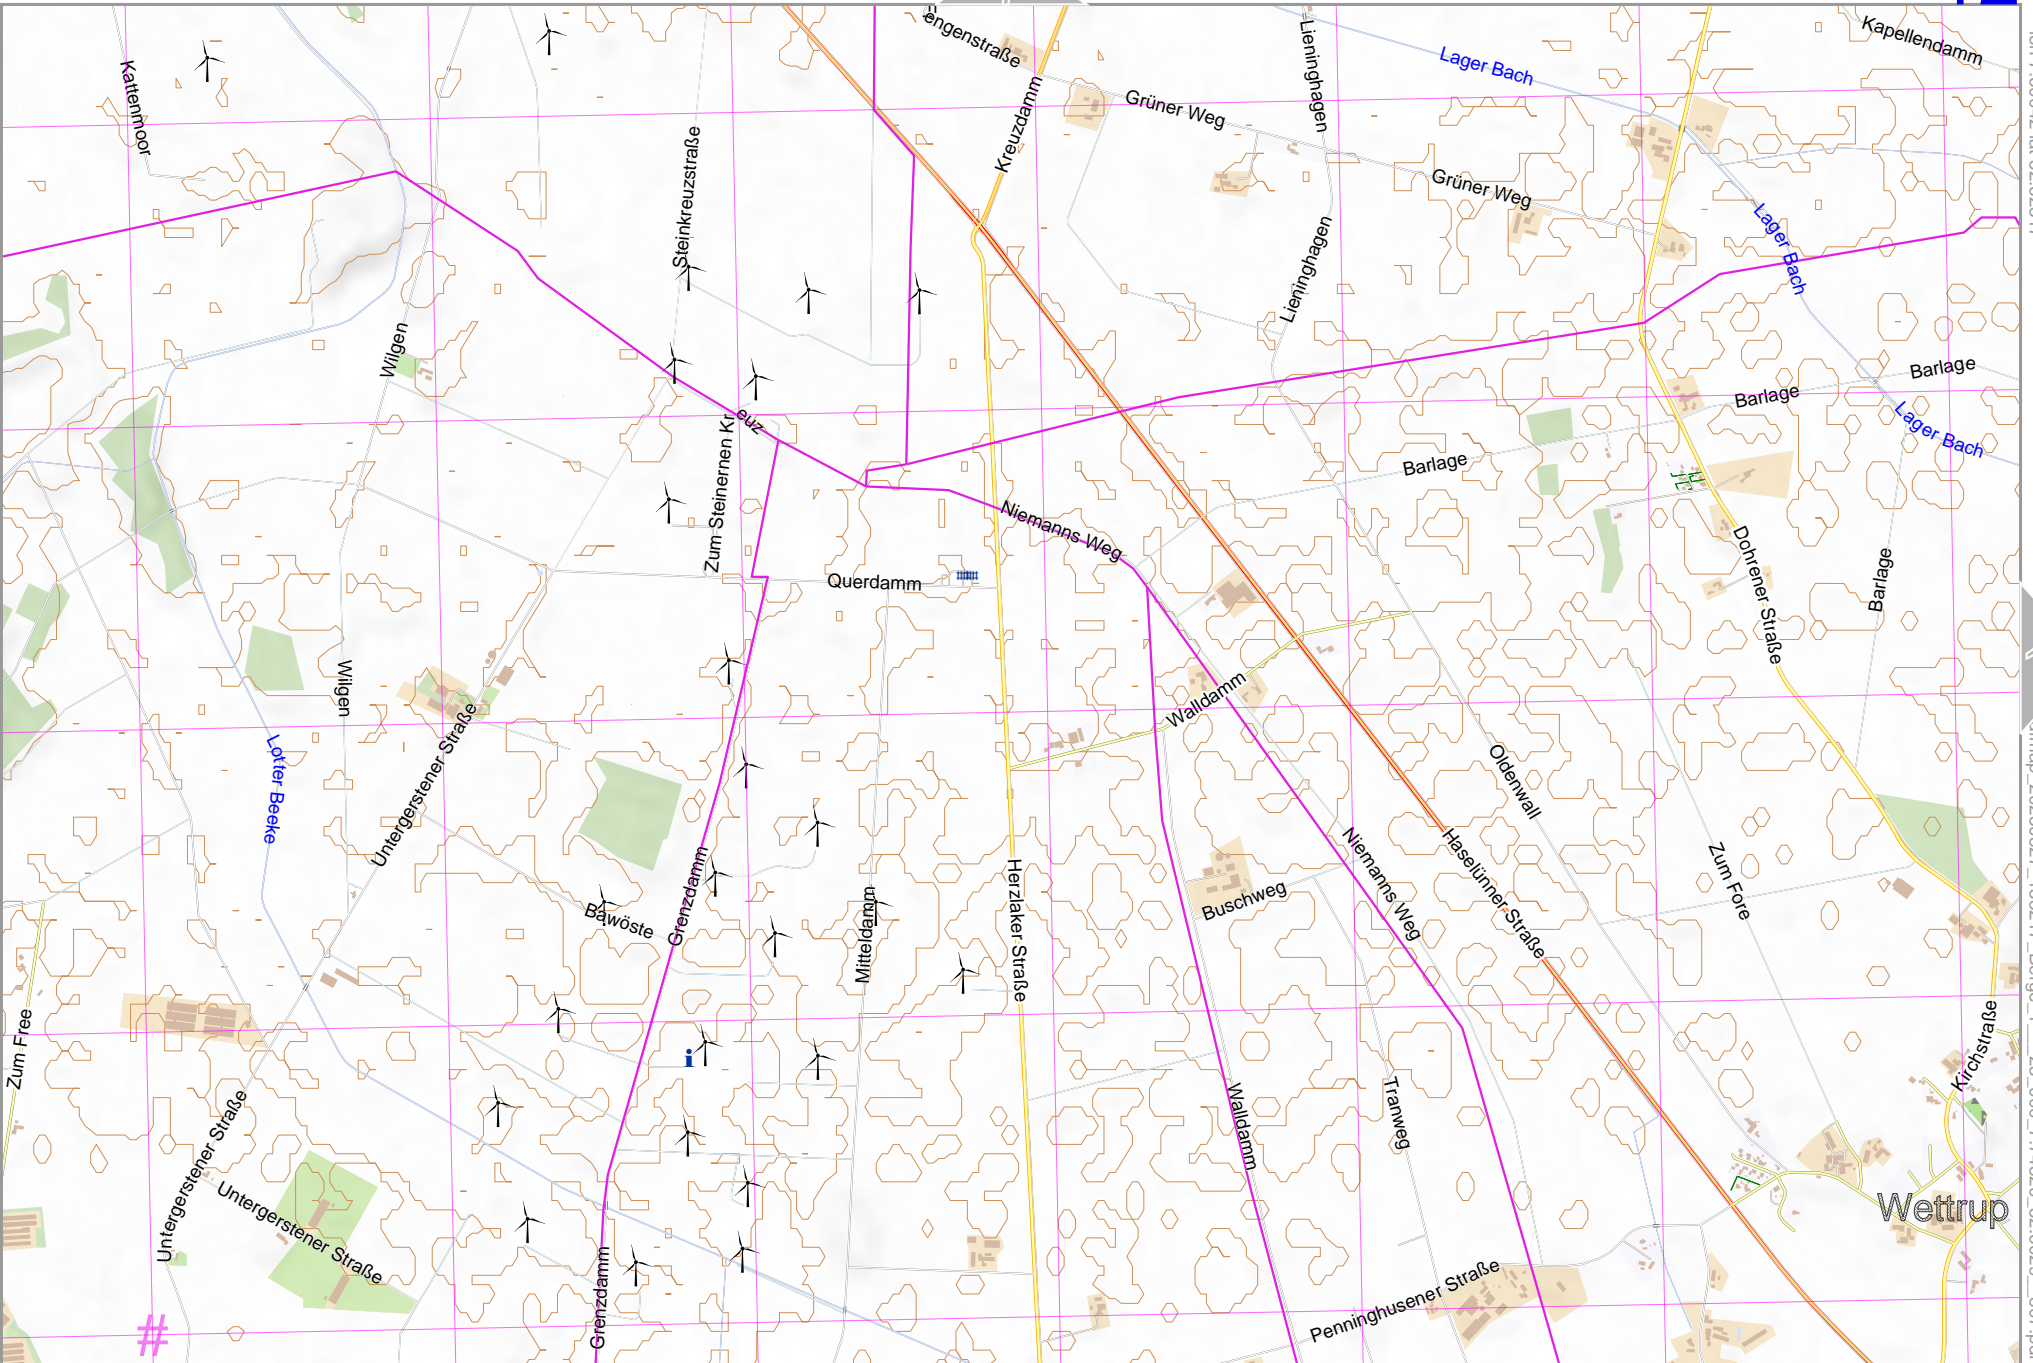 engenstraße
Kapellendamm
Lieninghagen
Lager Bach
Kattenmoor
Grüner Weg
Kreuzdamm
Steinkreuzstraße
Grüner Weg
Lager Bach
Lieninghagen
Wilgen
Barlage
Barlage
Lager Bach
Zum Steinernen Kr
euz
Barlage
Niemanns Weg
Querdamm
Dohrener Straße
Barlage
Wilgen
Walldamm
Untergerstener Straße
Lotter Beeke
Oldenwall
Haselünner Straße
Niemanns Weg
Zum Fore
Grenzdamm
Bawöste
Mitteldamm
Herzlaker Straße
Buschweg
Zum Free
i
Kirchstraße
Walldamm
Tranweg
Untergerstener Straße
Untergerstener Straße
Wettrup
Grenzdamm
Penninghusener Straße
#